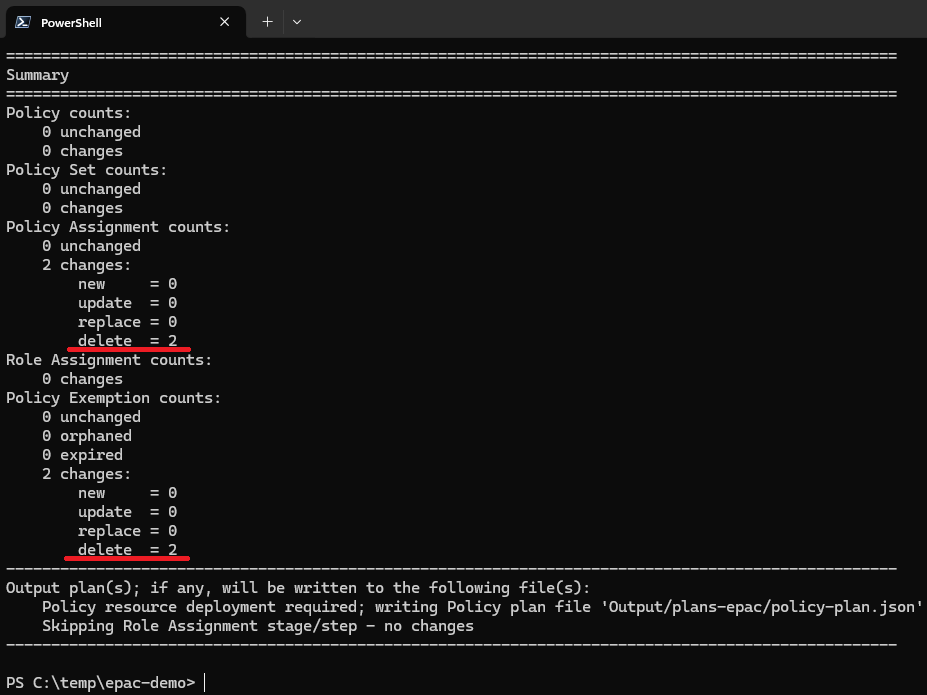 PowerShell
==================================================================================================
Summary
==================================================================================================
Policy counts:
    0 unchanged
    0 changes
Policy Set counts:
    0 unchanged
    0 changes
Policy Assignment counts:
    0 unchanged
    2 changes:
        new     = 0
        update  = 0
        replace = 0
        delete  = 2
Role Assignment counts:
    0 changes
Policy Exemption counts:
    0 unchanged
    0 orphaned
    0 expired
    2 changes:
        new     = 0
        update  = 0
        replace = 0
        delete  = 2
---------------------------------------------------------------------------------------------------
Output plan(s); if any, will be written to the following file(s):
    Policy resource deployment required; writing Policy plan file 'Output/plans-epac/policy-plan.json'
    Skipping Role Assignment stage/step - no changes
---------------------------------------------------------------------------------------------------
PS C:\temp\epac-demo>